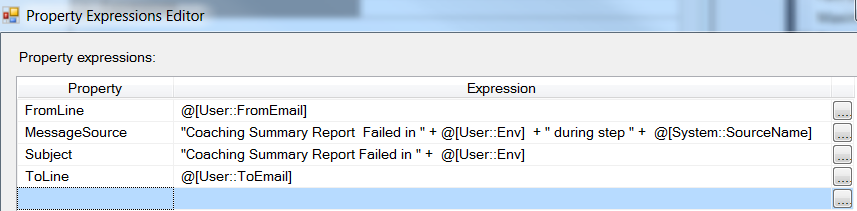 Property Expressions Editor
Property expressions:
Property Expression
FromLine @[User::FromEmail]
MessageSource "Coaching Summary Report  Failed in " + @[User::Env]  + " during step " +  @[System::SourceName]
Subject "Coaching Summary Report Failed in " +  @[User::Env]
ToLine @[User::ToEmail]